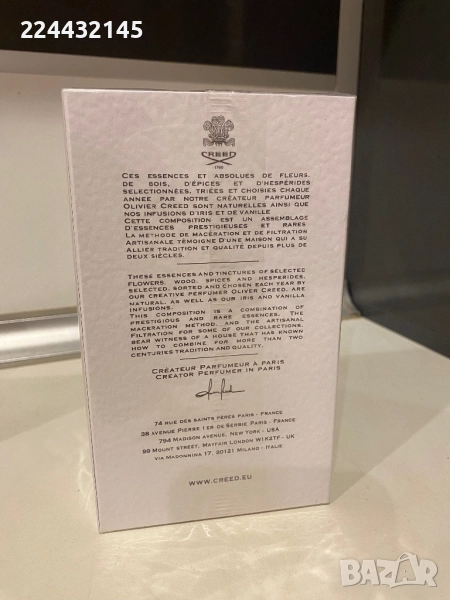 224432145
CREED
1760
CES ESSENCES ET ABSOLUES DE FLEURS,
DE BOIS, D'ÉPICES ET D'HESPÉRIDES
SELECTIONNÉES, TRIÉES ET CHOISIES CHAQUE
ANNÉE PAR NOTRE CRÉATEUR PARFUMEUR
OLIVIER CREED SONT NATURELLES AINSI QUE
NOS INFUSIONS D'IRIS ET DE VANILLE
CETTE COMPOSITION EST UN ASSEMBLAGE
D'ESSENCES PRESTIGIEUSES ET RARES
LA METHODE DE MACÉRATION ET DE FILTRATION
ARTISANALE TÉMOIGNE D'UNE MAISON QUI A SU
ALLIER TRADITION ET QUALITÉ DEPUIS PLUS DE
DEUX SIÈCLES.
THESE ESSENCES AND TINCTURES OF SELECTED
FLOWERS, WOOD, SPICES AND HESPERIDES,
SELECTED, SORTED AND CHOSEN EACH YEAR BY
OUR CREATIVE PERFUMER OLIVER CREED, ARE
NATURAL, AS WELL AS OUR IRIS AND VANILLA
INFUSIONS.
THIS COMPOSITION IS A COMBINATION OF
PRESTIGIOUS AND RARE ESSENCES. THE
MACERATION METHOD, AND THE ARTISANAL
FILTRATION FOR SOME OF OUR COLLECTIONS,
BEAR WITNESS OF A HOUSE THAT HAS KNOWN
HOW TO COMBINE FOR MORE THAN TWO
CENTURIES TRADITION AND QUALITY.
CRÉATEUR PARFUMEUR À PARIS
CREATOR PERFUMER IN PARIS
74 RUE DES SAINTS PÈRES PARIS - FRANCE
38 AVENUE PIERRE 1ER DE SERBIE PARIS - FRANCE
794 MADISON AVENUE, NEW YORK - USA
99 MOUNT STREET, MAYFAIR LONDON W1K2TF - UK
VIA MADONNINA 17, 20121 MILANO - ITALIE
WWW.CREED.EU
bazar